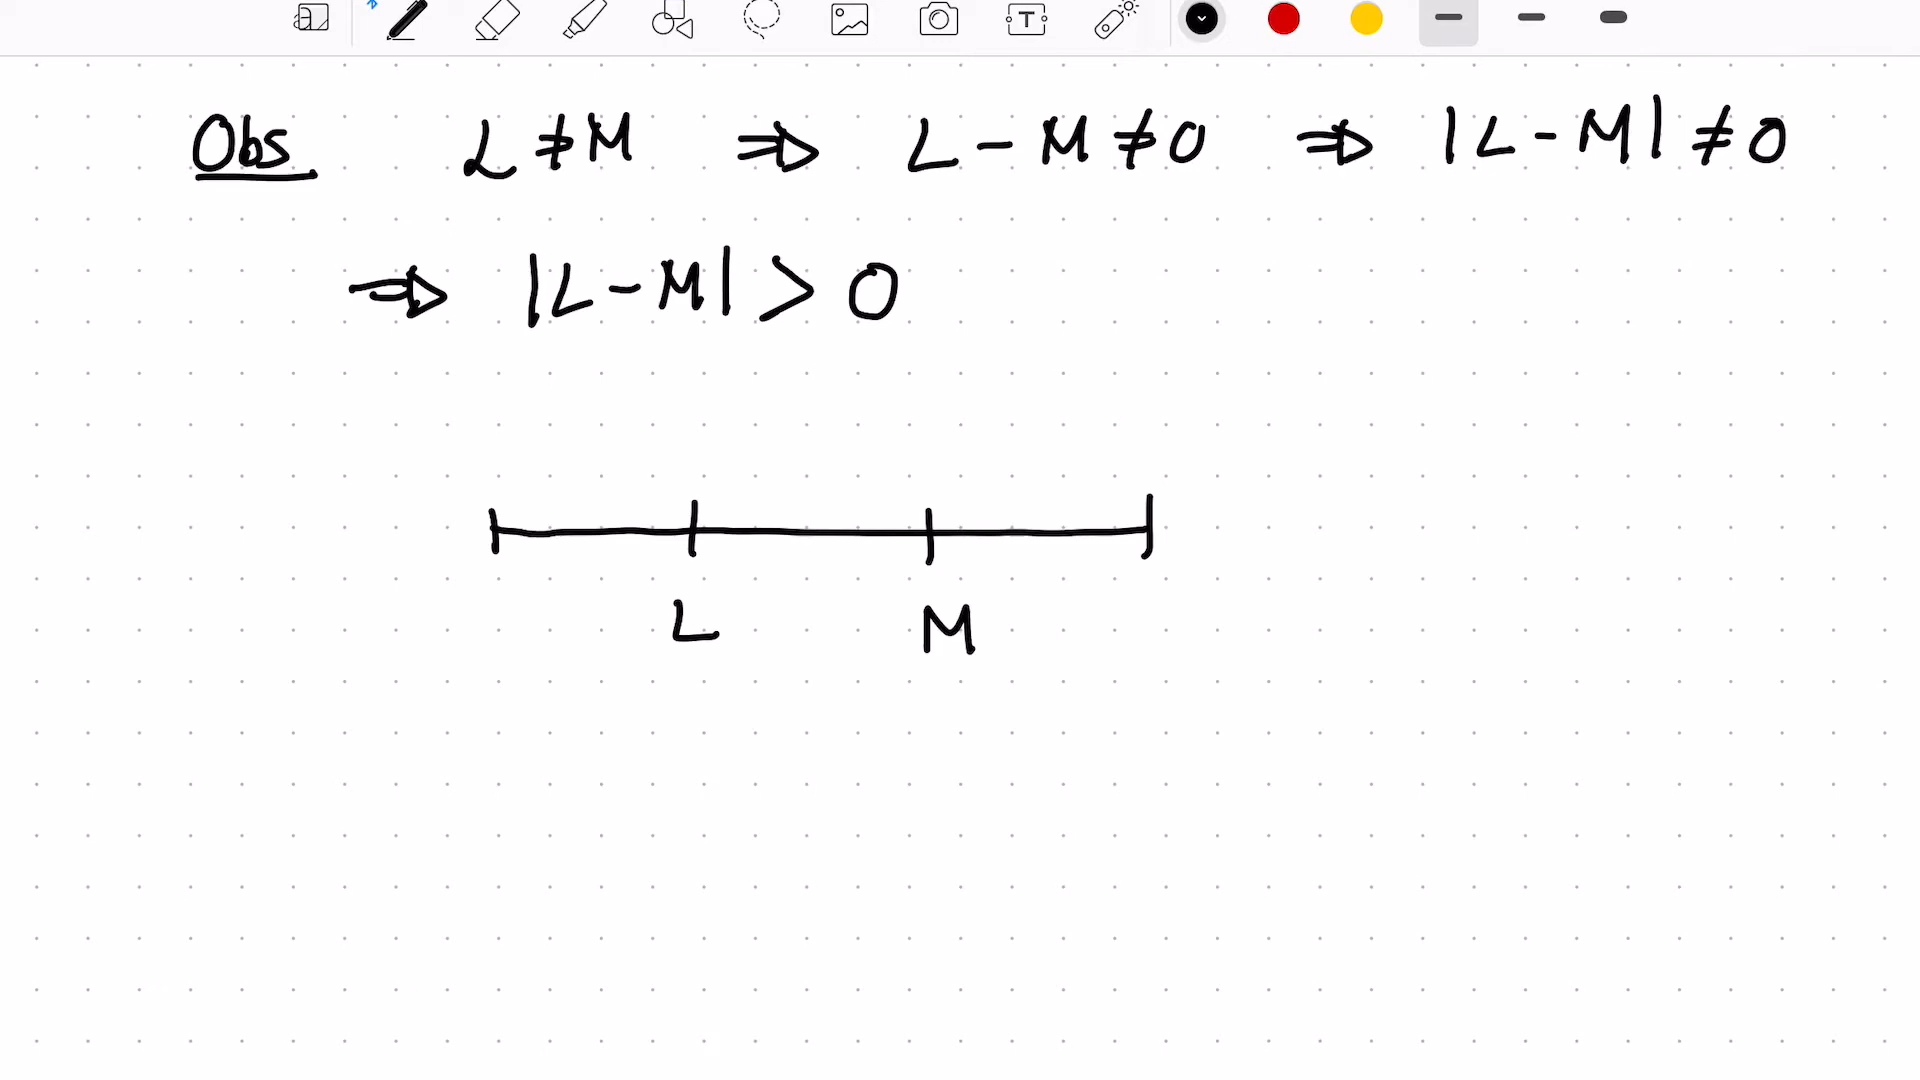 Obs L ≠ M ⇒ L - M ≠ 0 ⇒ |L - M| ≠ 0
⇒ |L - M| > 0
L M